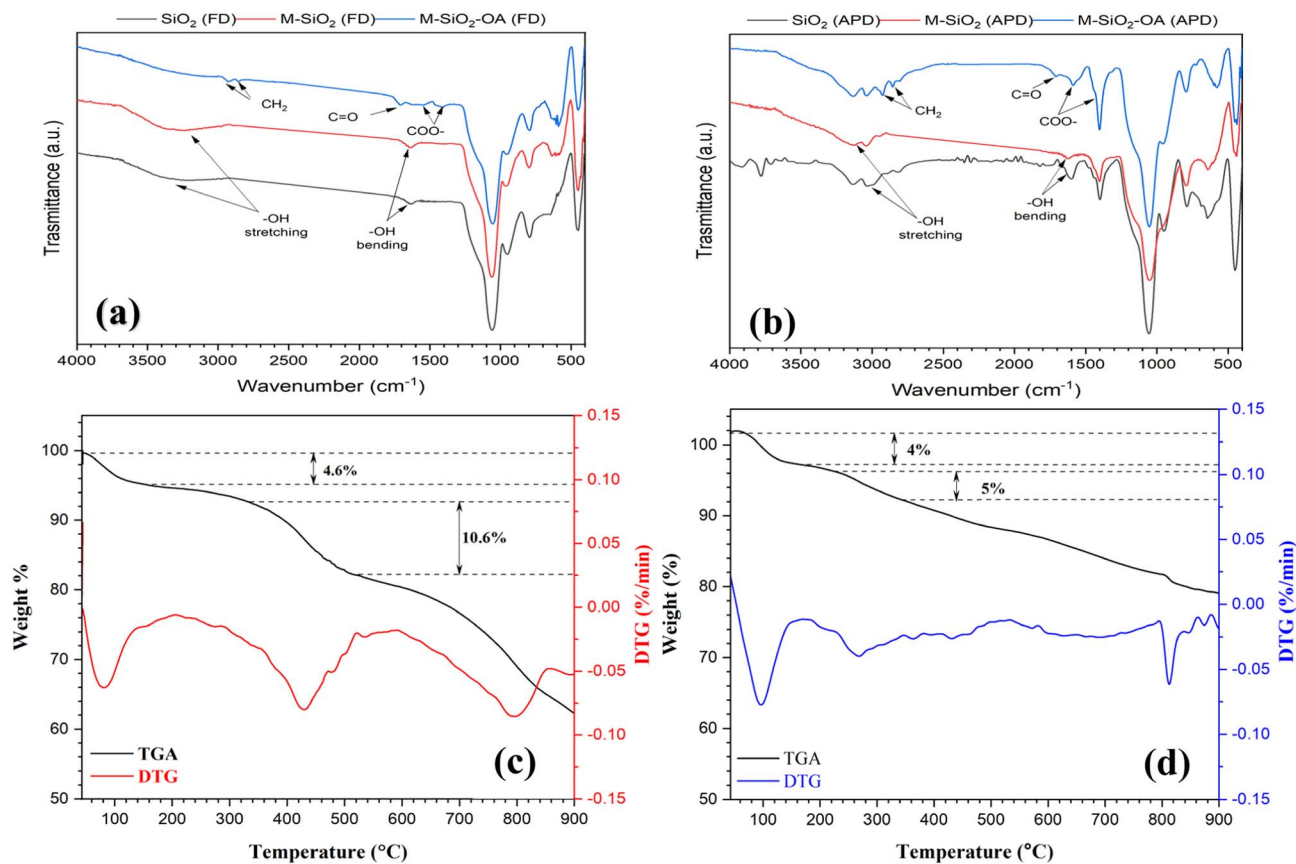 SiO₂ (FD) M-SiO₂ (FD) M-SiO₂-OA (FD)
Trasmittance (a.u.)
CH₂
C=O
COO-
-OH
stretching
-OH
bending
(a)
4000 3500 3000 2500 2000 1500 1000 500
Wavenumber (cm⁻¹)
SiO₂ (APD) M-SiO₂ (APD) M-SiO₂-OA (APD)
Trasmittance (a.u.)
CH₂
C=O
COO-
-OH
stretching
-OH
bending
(b)
4000 3500 3000 2500 2000 1500 1000 500
Wavenumber (cm⁻¹)
Weight %
100
90
80
70
60
50
4.6%
10.6%
TGA
DTG
(c)
0.15
0.10
0.05
0.00
-0.05
-0.10
-0.15
DTG (%/min)
100 200 300 400 500 600 700 800 900
Temperature (°C)
Weight (%)
100
90
80
70
60
50
4%
5%
TGA
DTG
(d)
0.15
0.10
0.05
0.00
-0.05
-0.10
-0.15
DTG (%/min)
100 200 300 400 500 600 700 800 900
Temperature (°C)